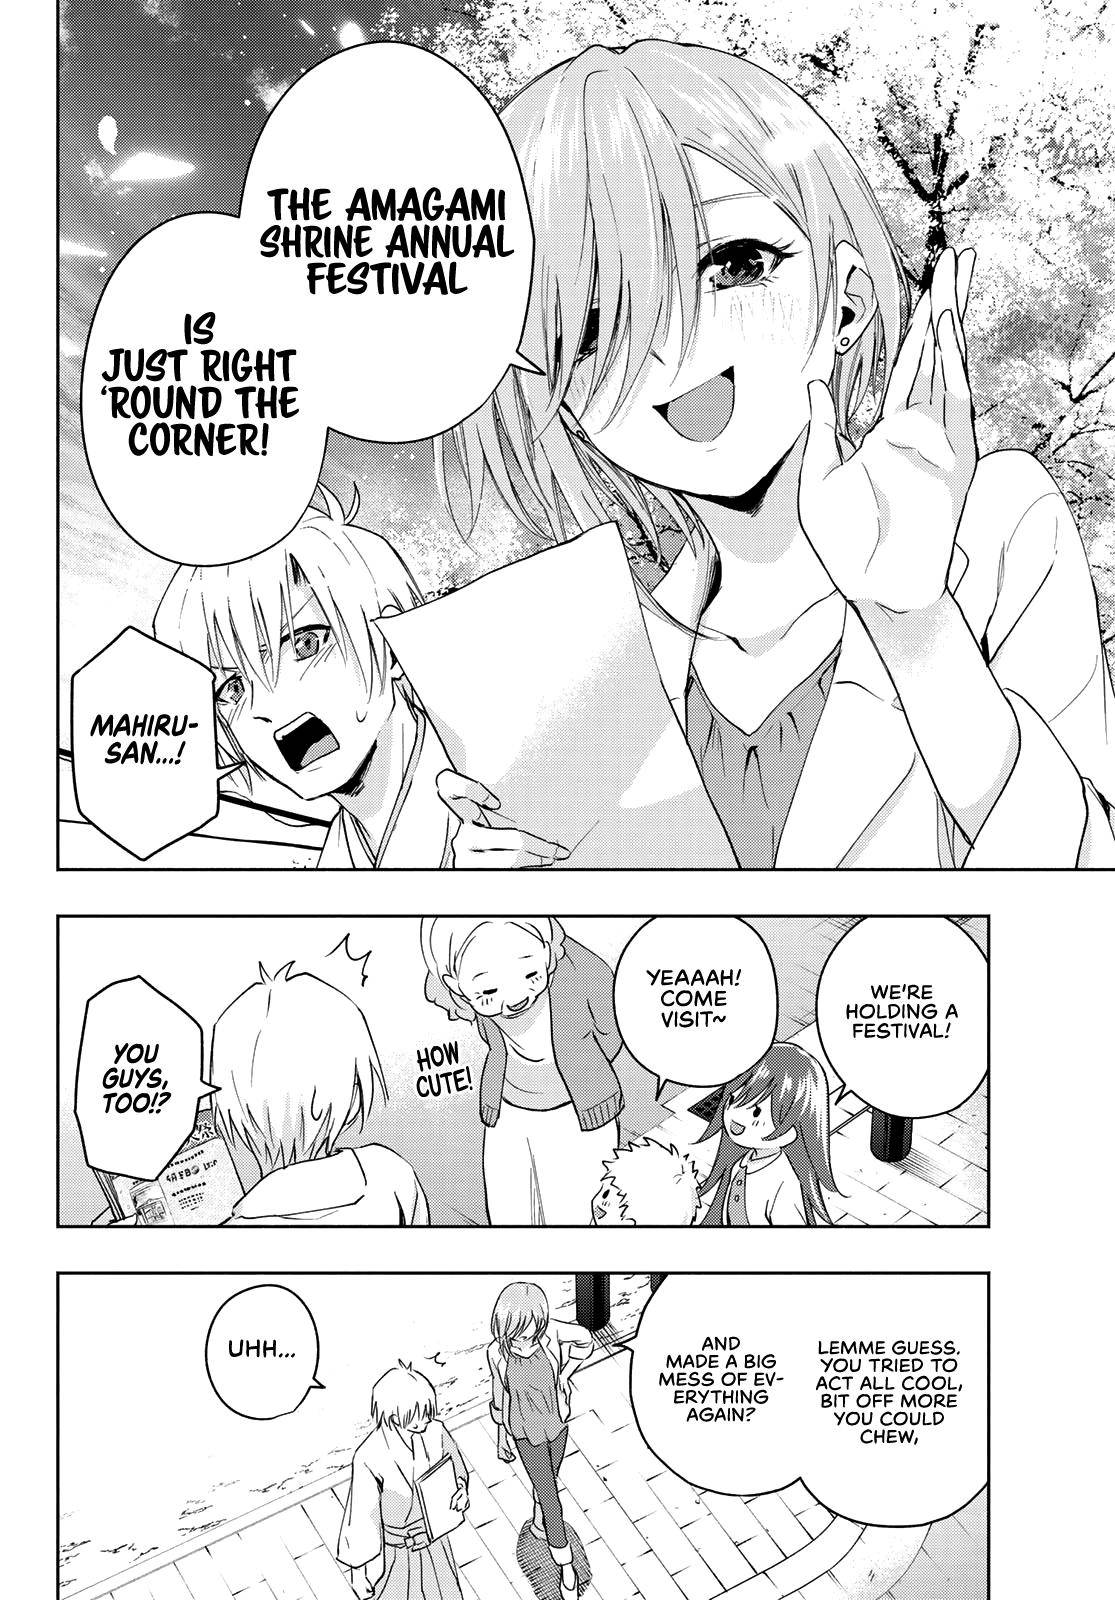 THE AMAGAMI
SHRINE ANNUAL
FESTIVAL
IS
JUST RIGHT
'ROUND THE
CORNER!
MAHIRU-
SAN...!
WE'RE
HOLDING A
FESTIVAL!
YEAAAH!
COME
VISIT~
HOW
CUTE!
YOU
GUYS,
TOO!?
LEMME GUESS.
YOU TRIED TO
ACT ALL COOL,
BIT OFF MORE
YOU COULD
CHEW,
AND
MADE A BIG
MESS OF EV-
ERYTHING
AGAIN?
UHH...